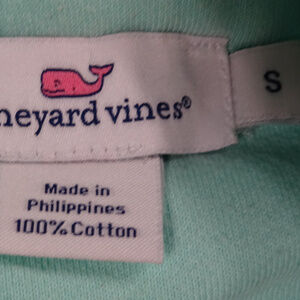 neyard vines®
S
Made in
Philippines
100% Cotton